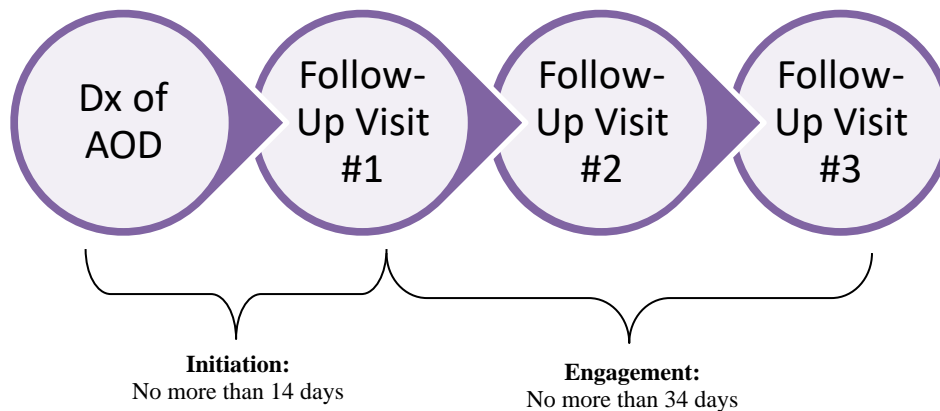 Dx of
AOD
Follow-
Up Visit
#1
Follow-
Up Visit
#2
Follow-
Up Visit
#3
Initiation:
No more than 14 days
Engagement:
No more than 34 days